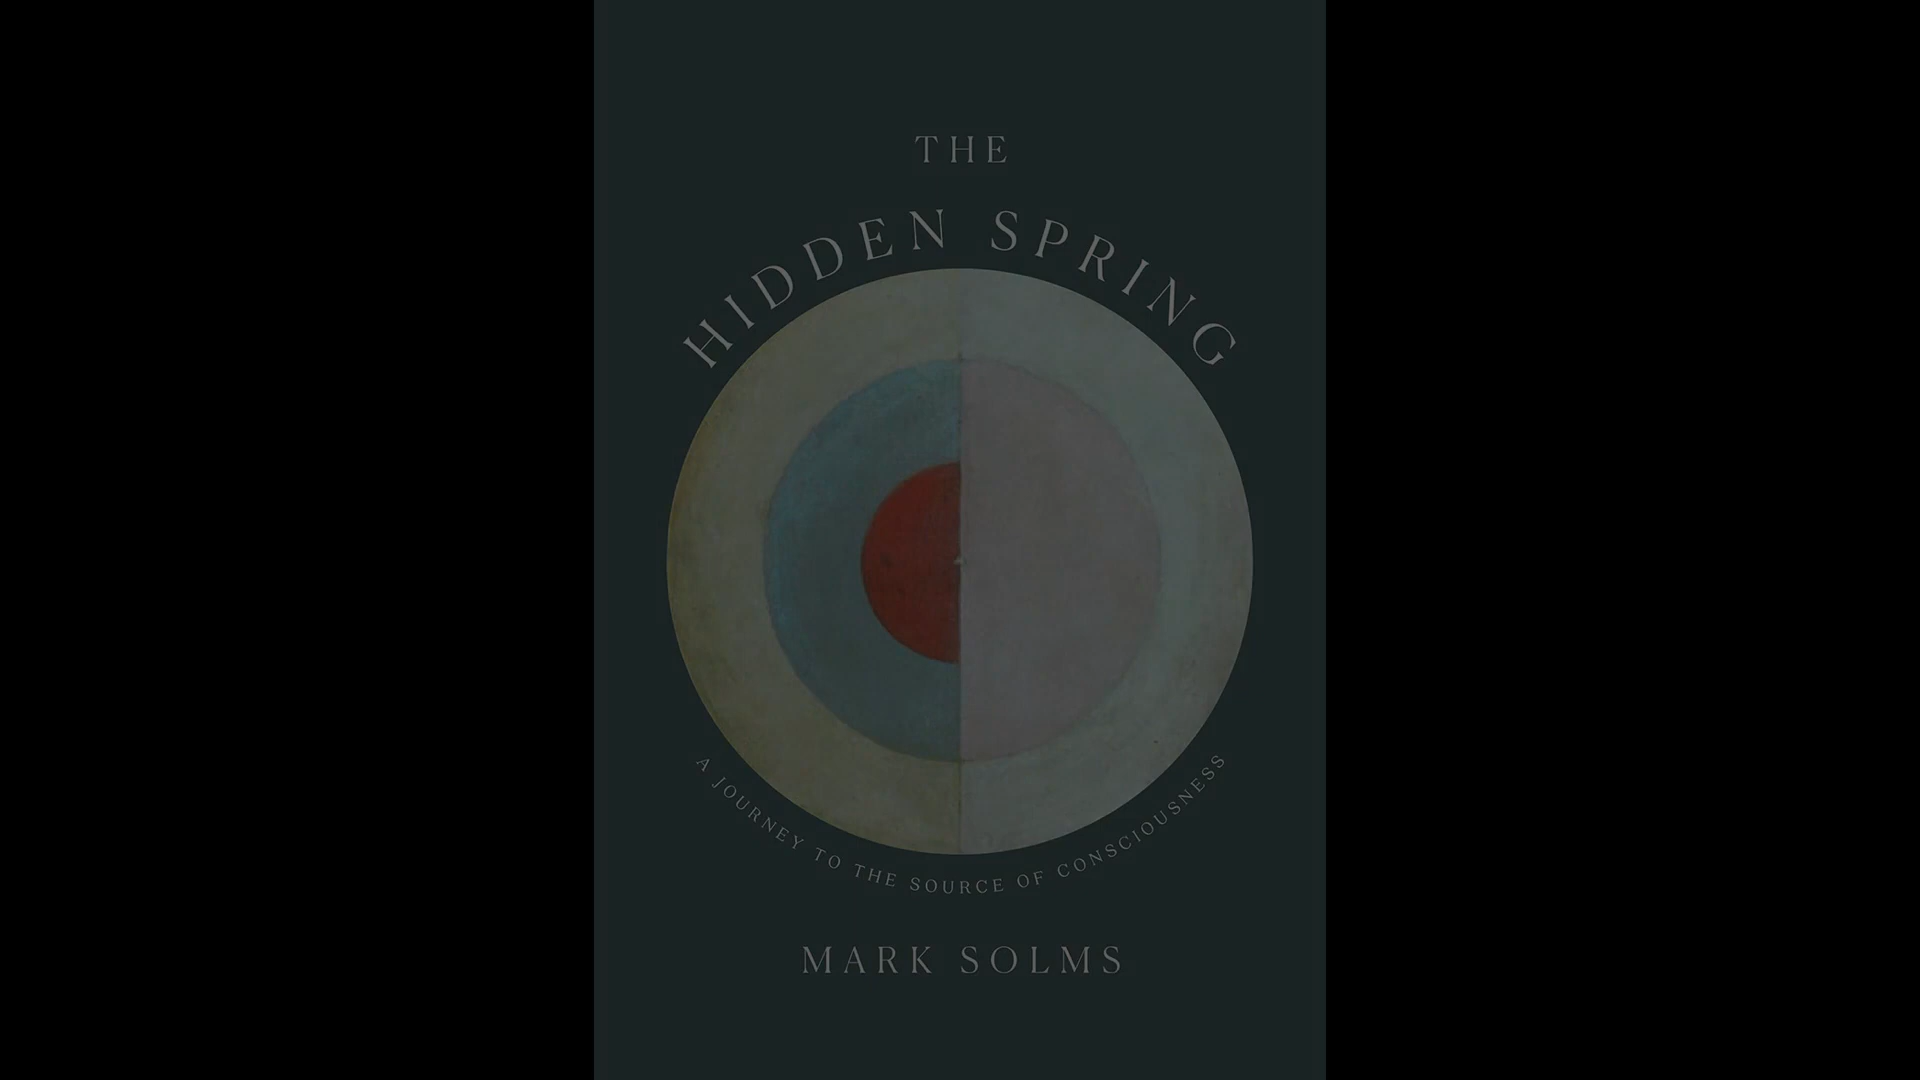 THE
HIDDEN SPRING
A JOURNEY TO THE SOURCE OF CONSCIOUSNESS
MARK SOLMS